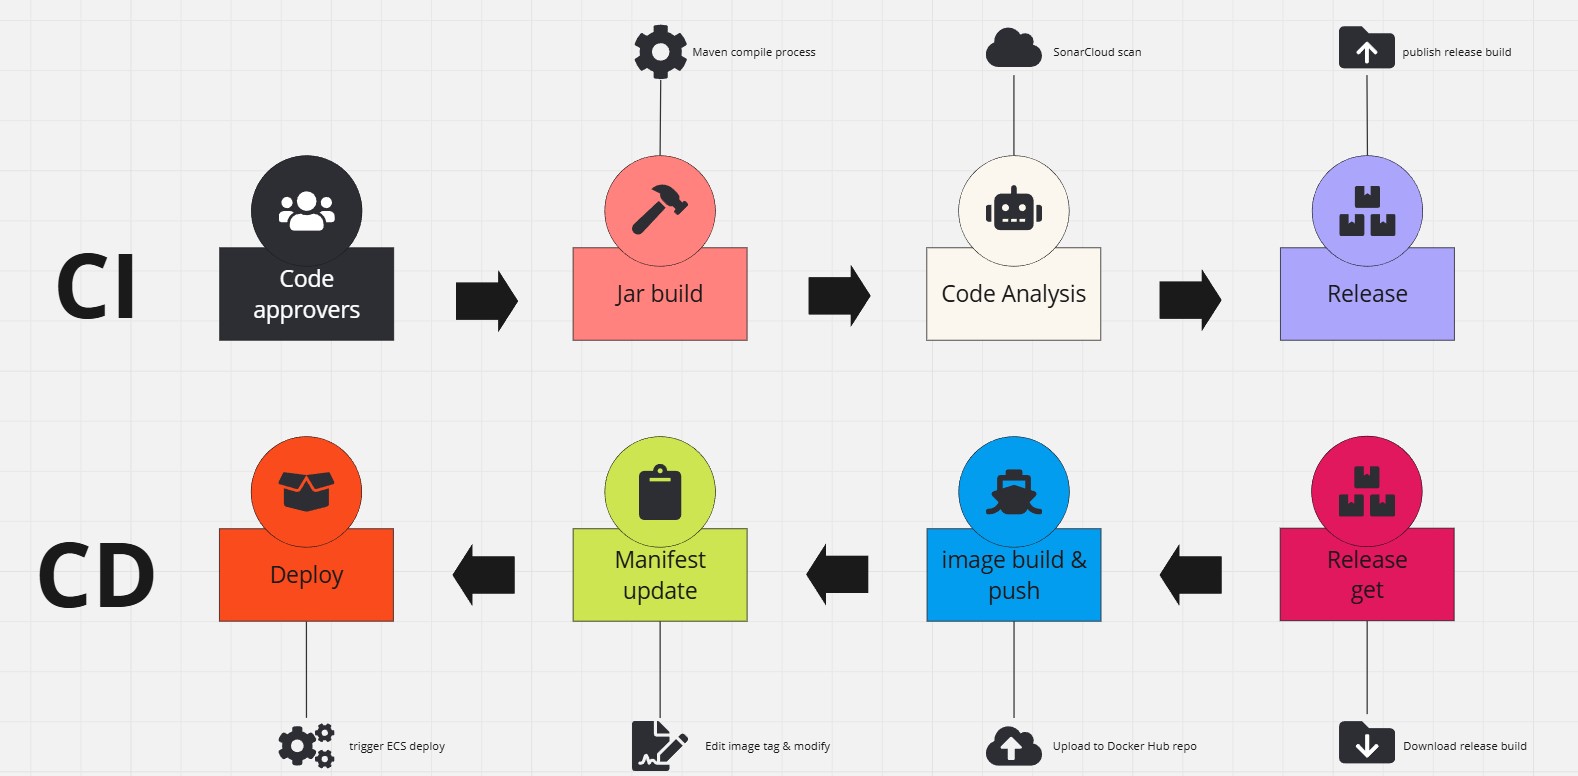 Maven compile process
SonarCloud scan
publish release build
CI
Code
approvers
Jar build
Code Analysis
Release
CD
Deploy
Manifest
update
image build &
push
Release
get
trigger ECS deploy
Edit image tag & modify
Upload to Docker Hub repo
Download release build